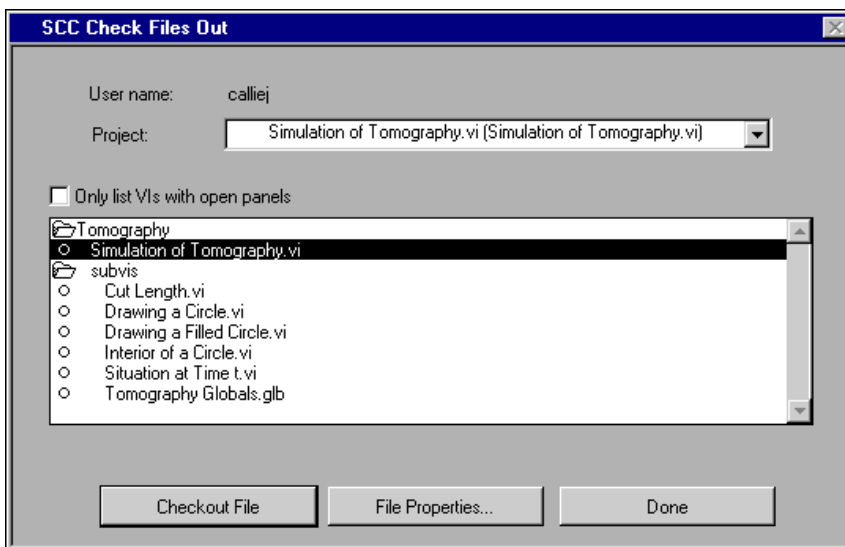 SCC Check Files Out
User name: calliej
Project: Simulation of Tomography.vi (Simulation of Tomography.vi)
Only list VIs with open panels
Tomography
Simulation of Tomography.vi
subvis
Cut Length.vi
Drawing a Circle.vi
Drawing a Filled Circle.vi
Interior of a Circle.vi
Situation at Time t.vi
Tomography Globals.glb
Checkout File File Properties... Done